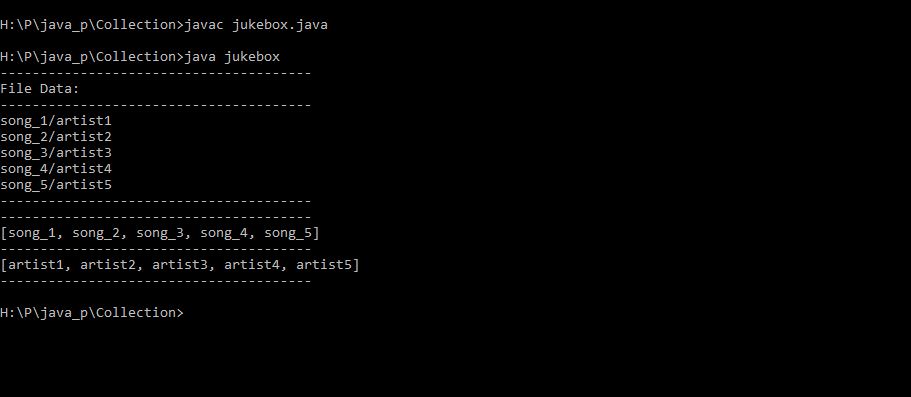 H:\P\java_p\Collection>javac jukebox.java
H:\P\java_p\Collection>java jukebox
---------------------------------------
File Data:
---------------------------------------
song_1/artist1
song_2/artist2
song_3/artist3
song_4/artist4
song_5/artist5
---------------------------------------
---------------------------------------
[song_1, song_2, song_3, song_4, song_5]
---------------------------------------
[artist1, artist2, artist3, artist4, artist5]
---------------------------------------
H:\P\java_p\Collection>